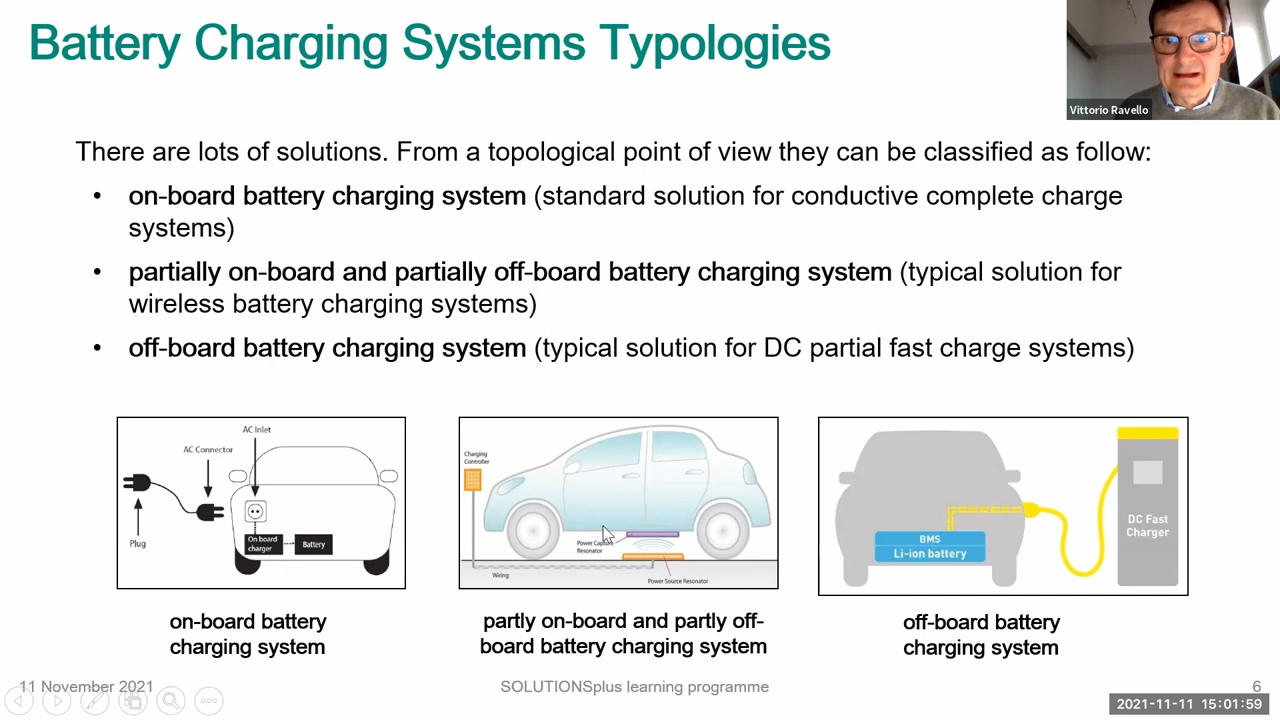 Battery Charging Systems Typologies
Vittorio Ravello
There are lots of solutions. From a topological point of view they can be classified as follow:
• on-board battery charging system (standard solution for conductive complete charge
systems)
• partially on-board and partially off-board battery charging system (typical solution for
wireless battery charging systems)
• off-board battery charging system (typical solution for DC partial fast charge systems)
AC Inlet
AC Connector
Plug
On board
charger
Battery
Charging
Controller
Power Capture
Resonator
Wiring
Power Source Resonator
DC Fast
Charger
BMS
Li-ion battery
on-board battery
charging system
partly on-board and partly off-
board battery charging system
off-board battery
charging system
11 November 2021
SOLUTIONSplus learning programme
6
2021-11-11 15:01:59